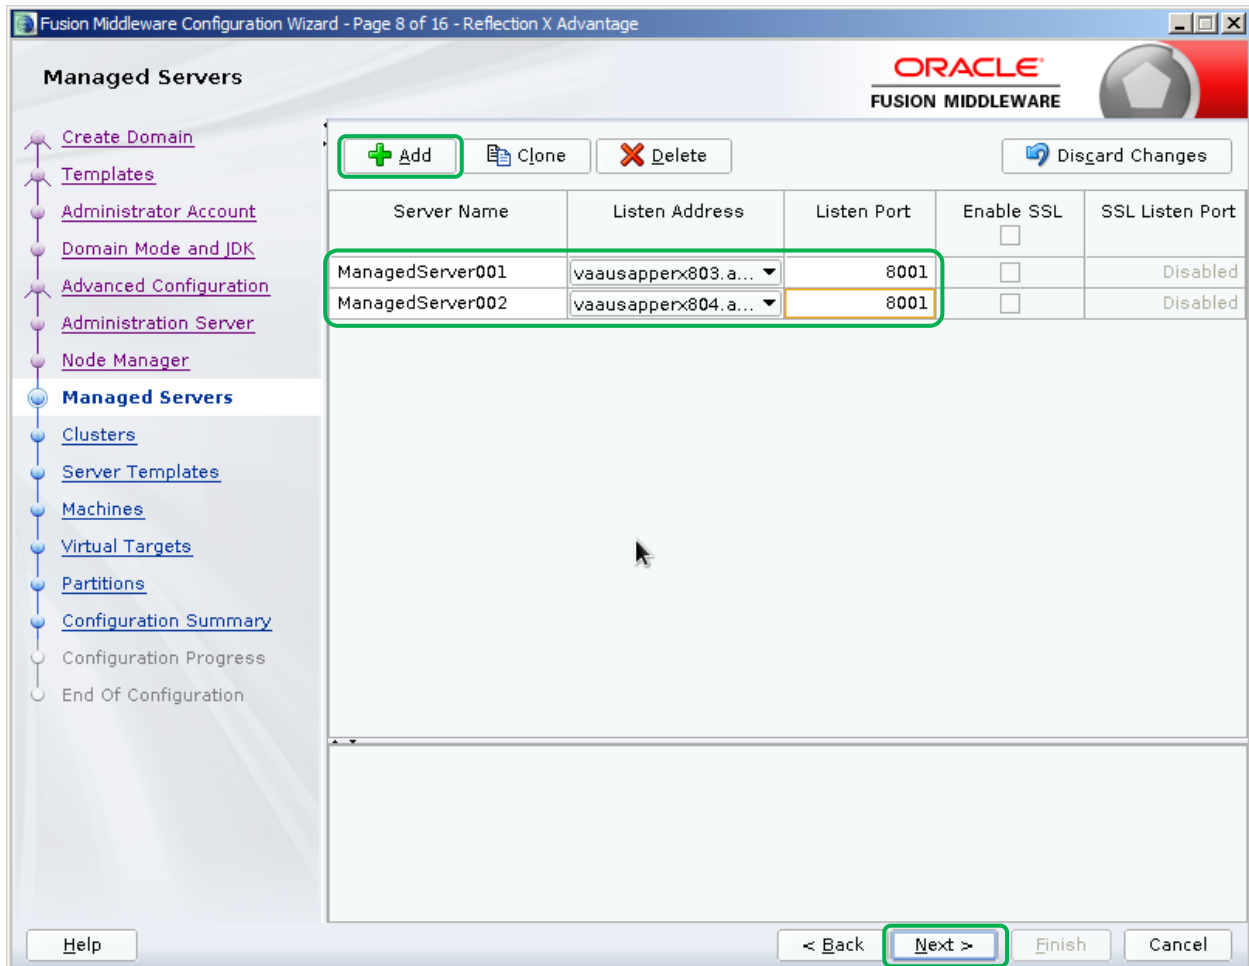 Fusion Middleware Configuration Wizard - Page 8 of 16 - Reflection X Advantage
Managed Servers
ORACLE
FUSION MIDDLEWARE
Create Domain
Templates
Administrator Account
Domain Mode and JDK
Advanced Configuration
Administration Server
Node Manager
Managed Servers
Clusters
Server Templates
Machines
Virtual Targets
Partitions
Configuration Summary
Configuration Progress
End Of Configuration
Add Clone Delete Discard Changes
Server Name Listen Address Listen Port Enable SSL SSL Listen Port
ManagedServer001 vaausapperx803.a... 8001 Disabled
ManagedServer002 vaausapperx804.a... 8001 Disabled
Help < Back Next > Finish Cancel